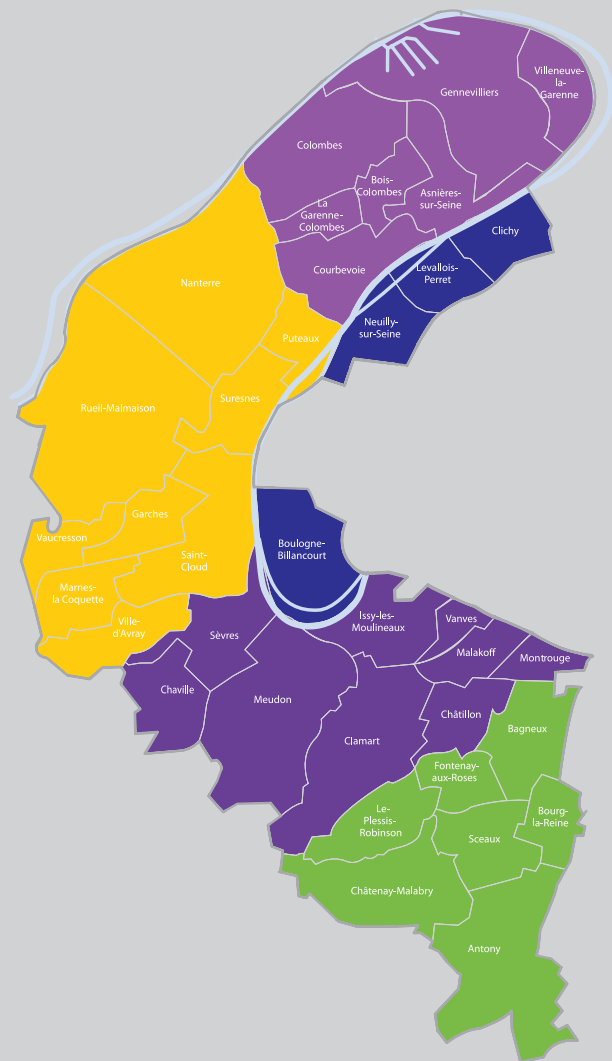 Villeneuve-
la-
Garenne
Gennevilliers
Colombes
Bois-
Colombes
Asnières-
sur-Seine
La
Garenne-
Colombes
Clichy
Courbevoie
Levallois-
Perret
Nanterre
Neuilly-
sur-Seine
Puteaux
Suresnes
Rueil-Malmaison
Garches
Vaucresson
Saint-
Cloud
Boulogne-
Billancourt
Marnes-
la Coquette
Ville-
d'Avray
Sèvres
Issy-les-
Moulineaux
Vanves
Malakoff
Montrouge
Chaville
Meudon
Châtillon
Clamart
Bagneux
Fontenay-
aux-Roses
Le-
Plessis-
Robinson
Bourg-
la-Reine
Sceaux
Châtenay-Malabry
Antony